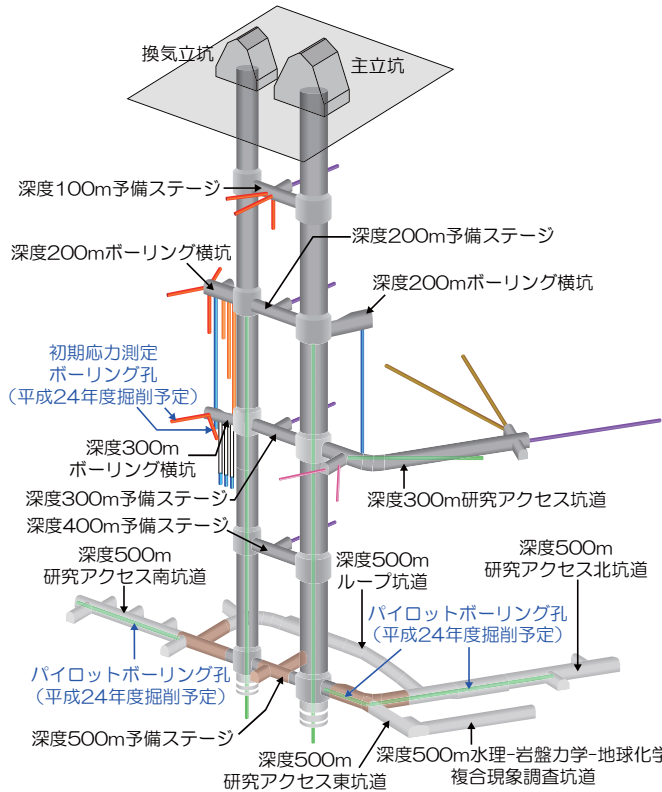 換気立坑
主立坑
深度100m予備ステージ
深度200m予備ステージ
深度200mボーリング横坑
深度200mボーリング横坑
初期応力測定
ボーリング孔
（平成24年度掘削予定）
深度300m
ボーリング横坑
深度300m予備ステージ
深度300m研究アクセス坑道
深度400m予備ステージ
深度500m
研究アクセス南坑道
深度500m
ループ坑道
深度500m
研究アクセス北坑道
パイロットボーリング孔
（平成24年度掘削予定）
パイロットボーリング孔
（平成24年度掘削予定）
深度500m予備ステージ
深度500m
研究アクセス東坑道
深度500m水理-岩盤力学-地球化学
複合現象調査坑道